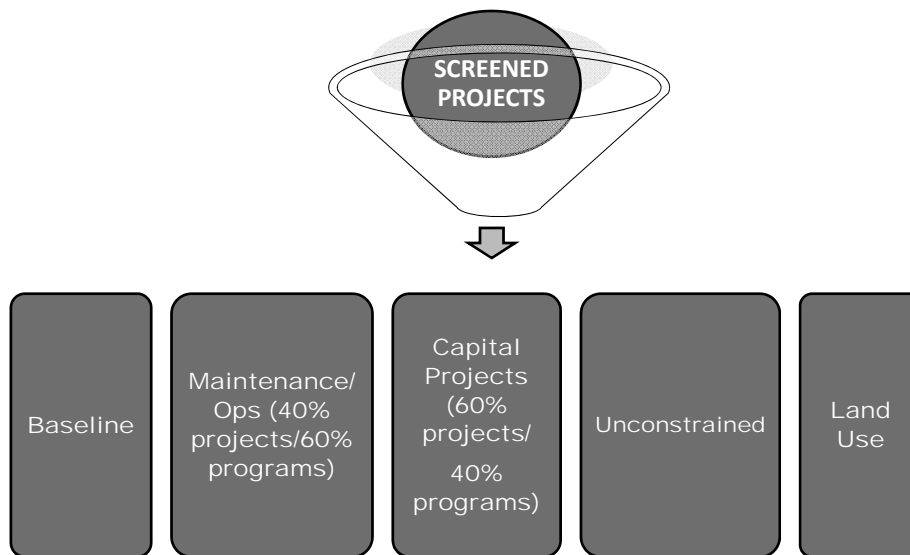 SCREENED
PROJECTS
Baseline
Maintenance/
Ops (40%
projects/60%
programs)
Capital
Projects
(60%
projects/
40%
programs)
Unconstrained
Land
Use